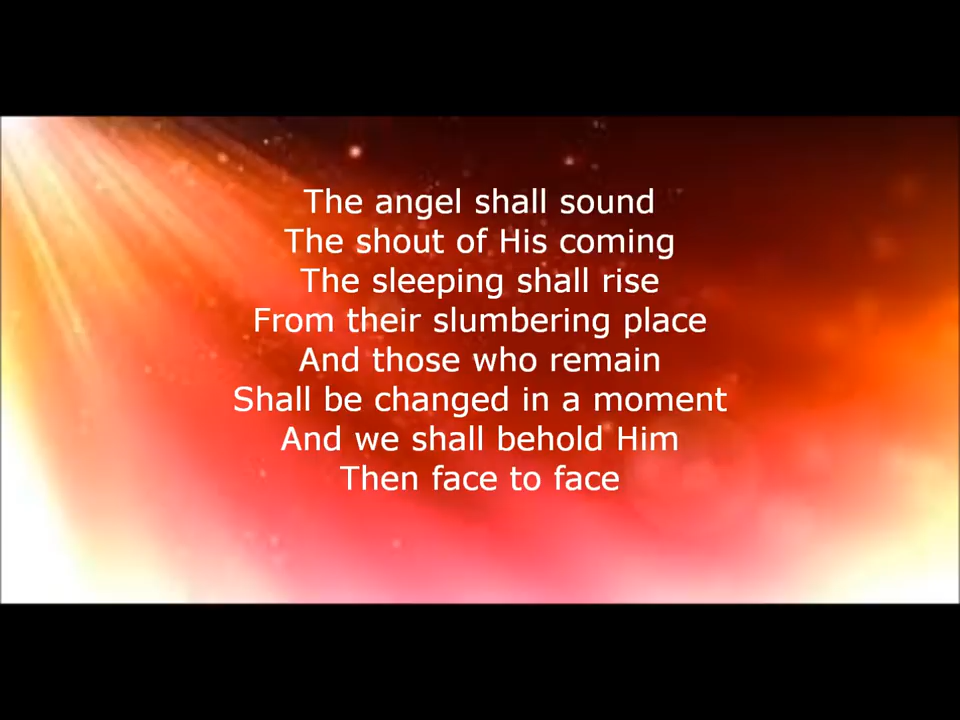 The angel shall sound
The shout of His coming
The sleeping shall rise
From their slumbering place
And those who remain
Shall be changed in a moment
And we shall behold Him
Then face to face